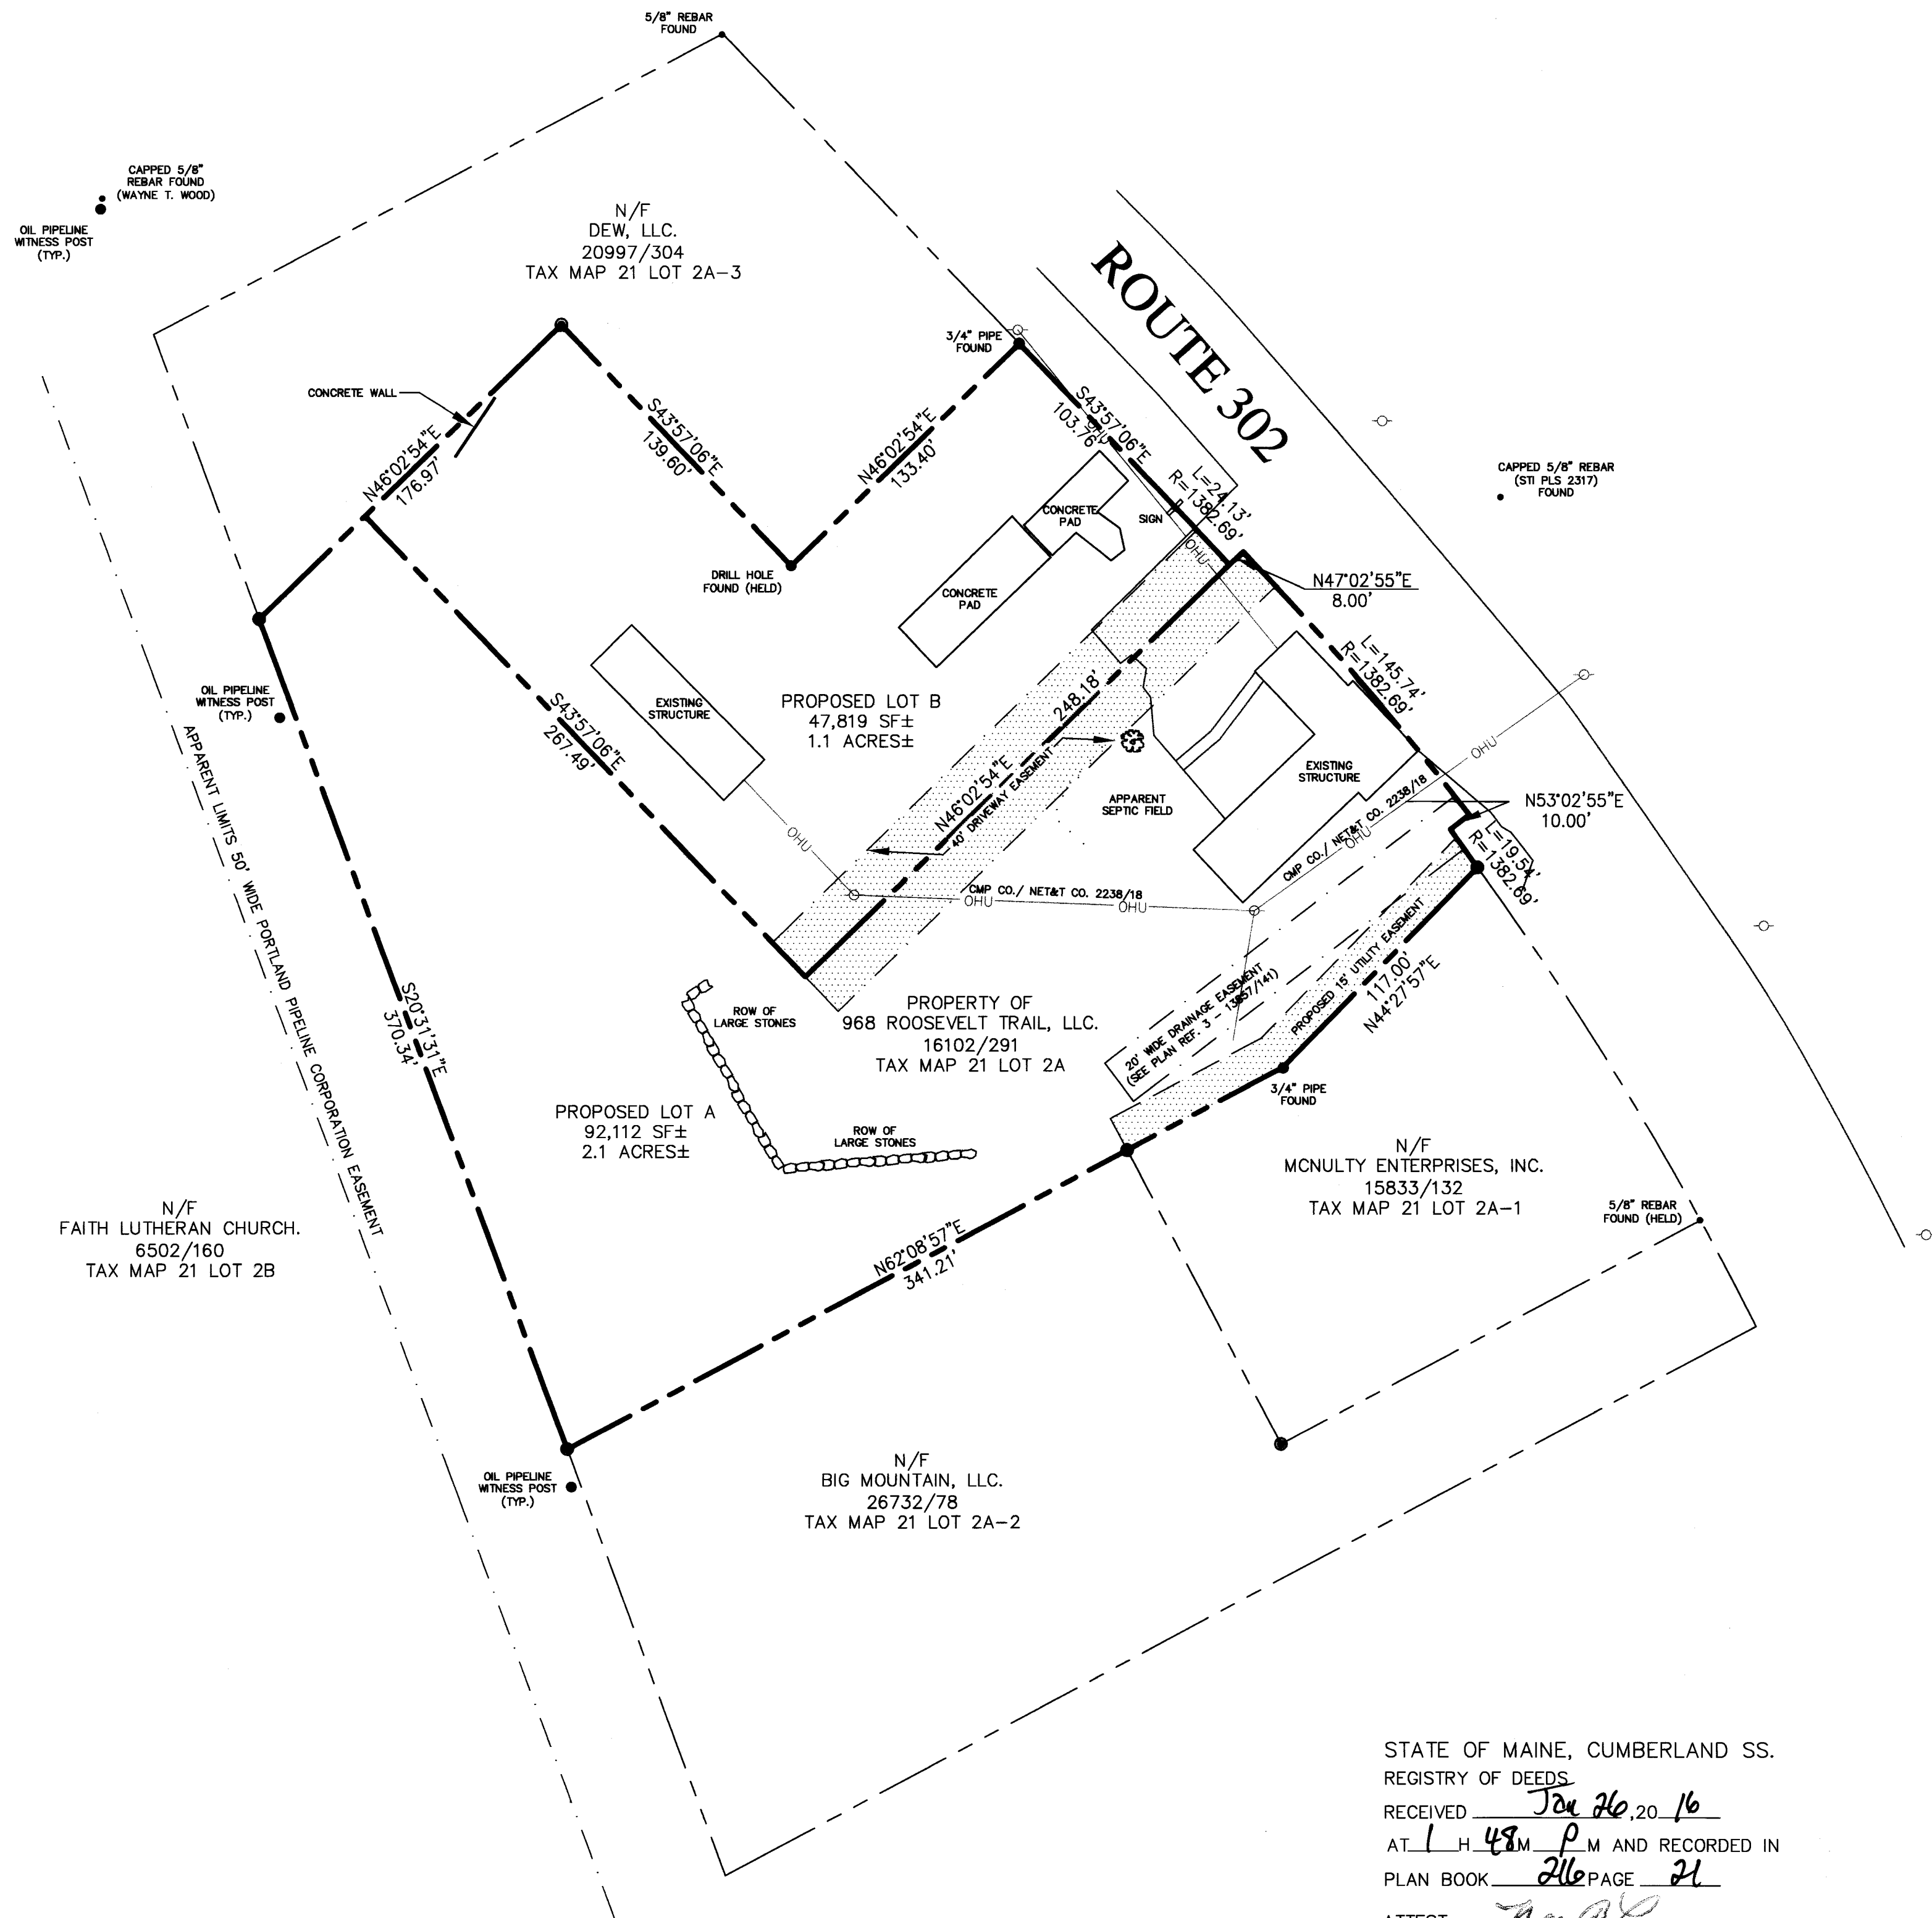 5/8" REBAR
FOUND
CAPPED 5/8"
REBAR FOUND
(WAYNE T. WOOD)
OIL PIPELINE
WITNESS POST
(TYP.)
N/F
DEW, LLC.
20997/304
TAX MAP 21 LOT 2A-3
ROUTE 302
3/4" PIPE
FOUND
CONCRETE WALL
N46°02'54"E
176.97'
S43°57'06"E
139.60'
N46°02'54"E
133.40'
S43°57'06"E
103.76'
OHU
L=24.13'
R=1382.69'
SIGN
OHU
CAPPED 5/8" REBAR
(STI PLS 2317)
FOUND
CONCRETE
PAD
CONCRETE
PAD
DRILL HOLE
FOUND (HELD)
N47°02'55"E
8.00'
L=145.74'
R=1382.69'
OIL PIPELINE
WITNESS POST
(TYP.)
EXISTING
STRUCTURE
PROPOSED LOT B
47,819 SF±
1.1 ACRES±
S43°57'06"E
267.49'
248.18'
N46°02'54"E
40' DRIVEWAY EASEMENT
APPARENT
SEPTIC FIELD
EXISTING
STRUCTURE
OHU
N53°02'55"E
10.00'
CMP CO./ NET&T CO. 2238/18
OHU
L=19.54'
R=1382.69'
OHU
CMP CO./ NET&T CO. 2238/18
OHU
OHU
APPARENT LIMITS 50' WIDE PORTLAND PIPELINE CORPORATION EASEMENT
S20°31'31"E
370.34'
ROW OF
LARGE STONES
PROPERTY OF
968 ROOSEVELT TRAIL, LLC.
16102/291
TAX MAP 21 LOT 2A
20' WIDE DRAINAGE EASEMENT
(SEE PLAN REF. 3 - 13857/141)
PROPOSED 15' UTILITY EASEMENT
117.00'
N44°27'57"E
3/4" PIPE
FOUND
PROPOSED LOT A
92,112 SF±
2.1 ACRES±
ROW OF
LARGE STONES
N/F
MCNULTY ENTERPRISES, INC.
15833/132
TAX MAP 21 LOT 2A-1
5/8" REBAR
FOUND (HELD)
N/F
FAITH LUTHERAN CHURCH.
6502/160
TAX MAP 21 LOT 2B
N62°08'57"E
341.21'
OIL PIPELINE
WITNESS POST
(TYP.)
N/F
BIG MOUNTAIN, LLC.
26732/78
TAX MAP 21 LOT 2A-2
STATE OF MAINE, CUMBERLAND SS.
REGISTRY OF DEEDS
RECEIVED Jan 26, 20 16
AT 1 H 48 M P M AND RECORDED IN
PLAN BOOK 216 PAGE 21
ATTEST